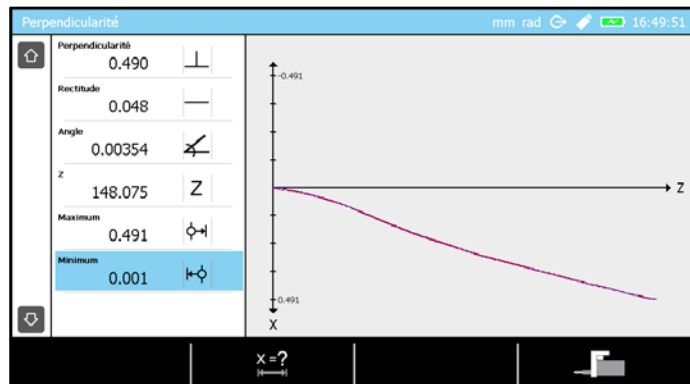 Perpendicularité
mm rad 16:49:51
Perpendicularité
0.490
Rectitude
0.048
Angle
0.00354
Z
148.075 Z
Maximum
0.491
Minimum
0.001
-0.491
Z
0.491
X
x =?